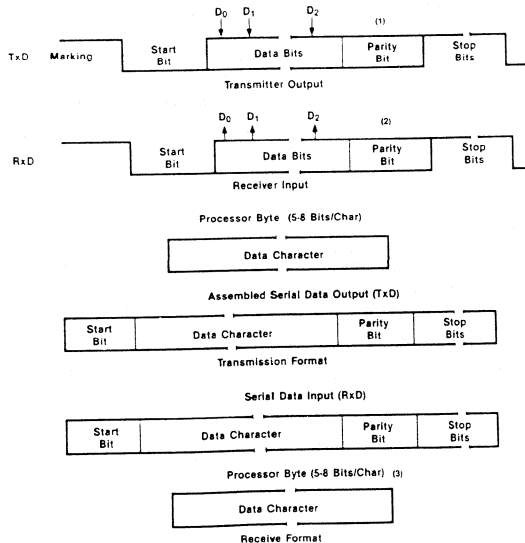 D0 D1 D2 (1)
TxD Marking Start Bit Data Bits Parity Bit Stop Bits
Transmitter Output
D0 D1 D2 (2)
RxD Start Bit Data Bits Parity Bit Stop Bits
Receiver Input
Processor Byte (5-8 Bits/Char)
Data Character
Assembled Serial Data Output (TxD)
Start Bit Data Character Parity Bit Stop Bits
Transmission Format
Serial Data Input (RxD)
Start Bit Data Character Parity Bit Stop Bits
Processor Byte (5-8 Bits/Char) (3)
Data Character
Receive Format